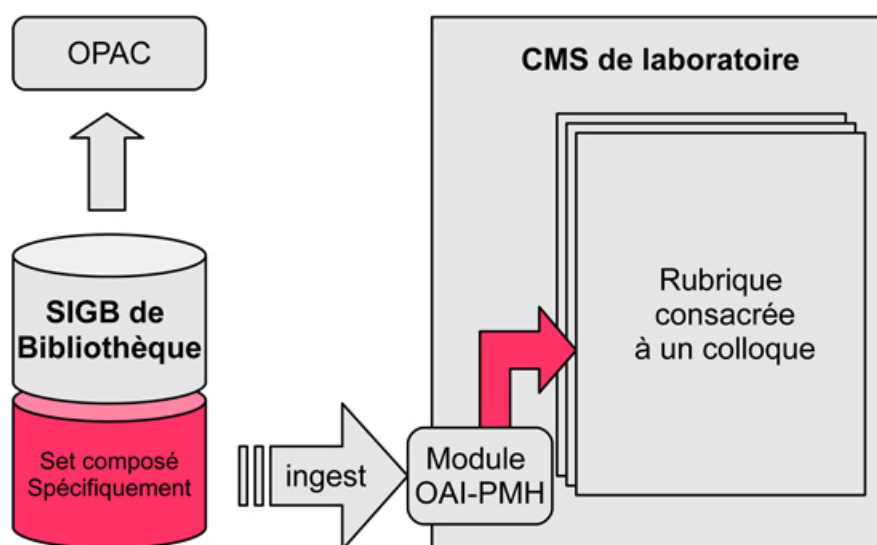 OPAC
CMS de laboratoire
SIGB de
Bibliothèque
Set composé
Spécifiquement
ingest
Module
OAI-PMH
Rubrique
consacrée
à un colloque